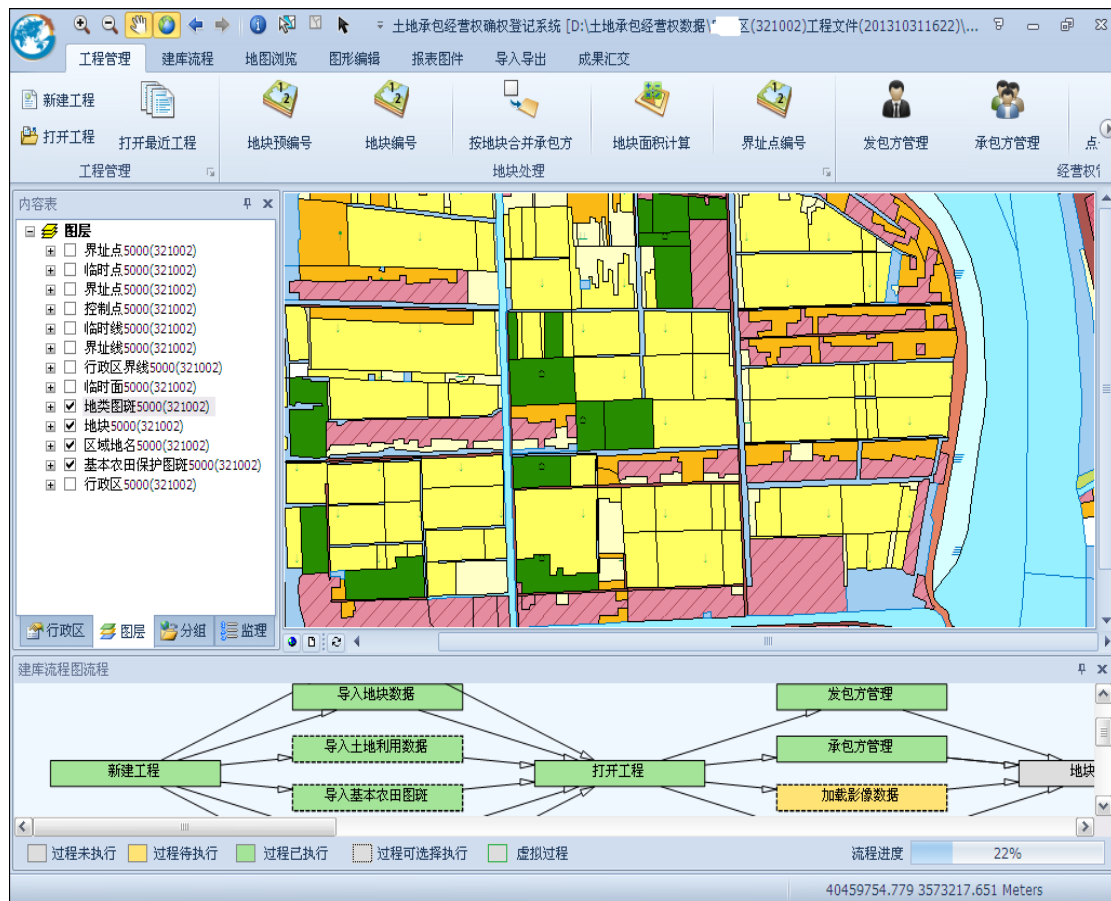 土地承包经营权确权登记系统 [D:\土地承包经营权数据\ 区(321002)工程文件(201310311622)\...
工程管理 建库流程 地图浏览 图形编辑 报表图件 导入导出 成果汇交
新建工程
打开工程
打开最近工程
地块预编号
地块编号
按地块合并承包方
地块面积计算
界址点编号
发包方管理
承包方管理
点
工程管理
地块处理
经营权管
内容表
图层
界址点5000(321002)
临时点5000(321002)
界址点5000(321002)
控制点5000(321002)
临时线5000(321002)
界址线5000(321002)
行政区界线5000(321002)
临时面5000(321002)
地类图斑5000(321002)
地块5000(321002)
区域地名5000(321002)
基本农田保护图斑5000(321002)
行政区5000(321002)
行政区 图层 分组 监理
建库流程图流程
导入地块数据
发包方管理
导入土地利用数据
承包方管理
新建工程
打开工程
地块
导入基本农田图斑
加载影像数据
过程未执行 过程待执行 过程已执行 过程可选择执行 虚拟过程 流程进度 22%
40459754.779 3573217.651 Meters